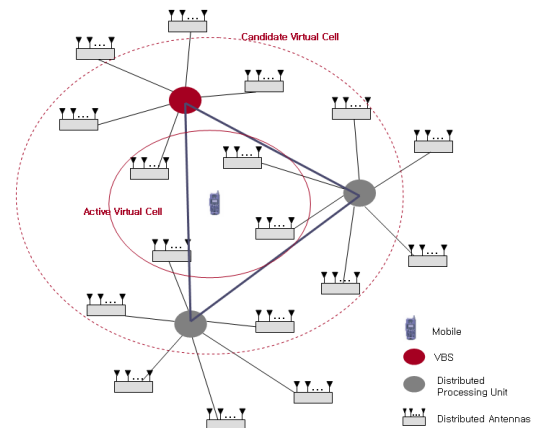 Candidate Virtual Cell
Active Virtual Cell
Mobile
VBS
Distributed
Processing Unit
Distributed Antennas